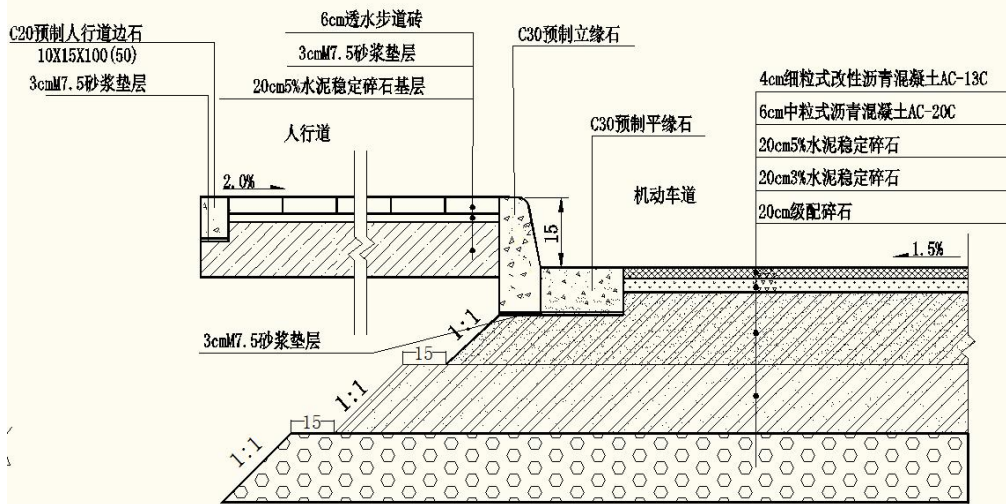 C20预制人行道边石
10X15X100(50)
3cmM7.5砂浆垫层
6cm透水步道砖
3cmM7.5砂浆垫层
20cm5%水泥稳定碎石基层
人行道
C30预制立缘石
C30预制平缘石
机动车道
4cm细粒式改性沥青混凝土AC-13C
6cm中粒式沥青混凝土AC-20C
20cm5%水泥稳定碎石
20cm3%水泥稳定碎石
20cm级配碎石
2.0%
15
1.5%
3cmM7.5砂浆垫层
1:1
15
1:1
15
1:1